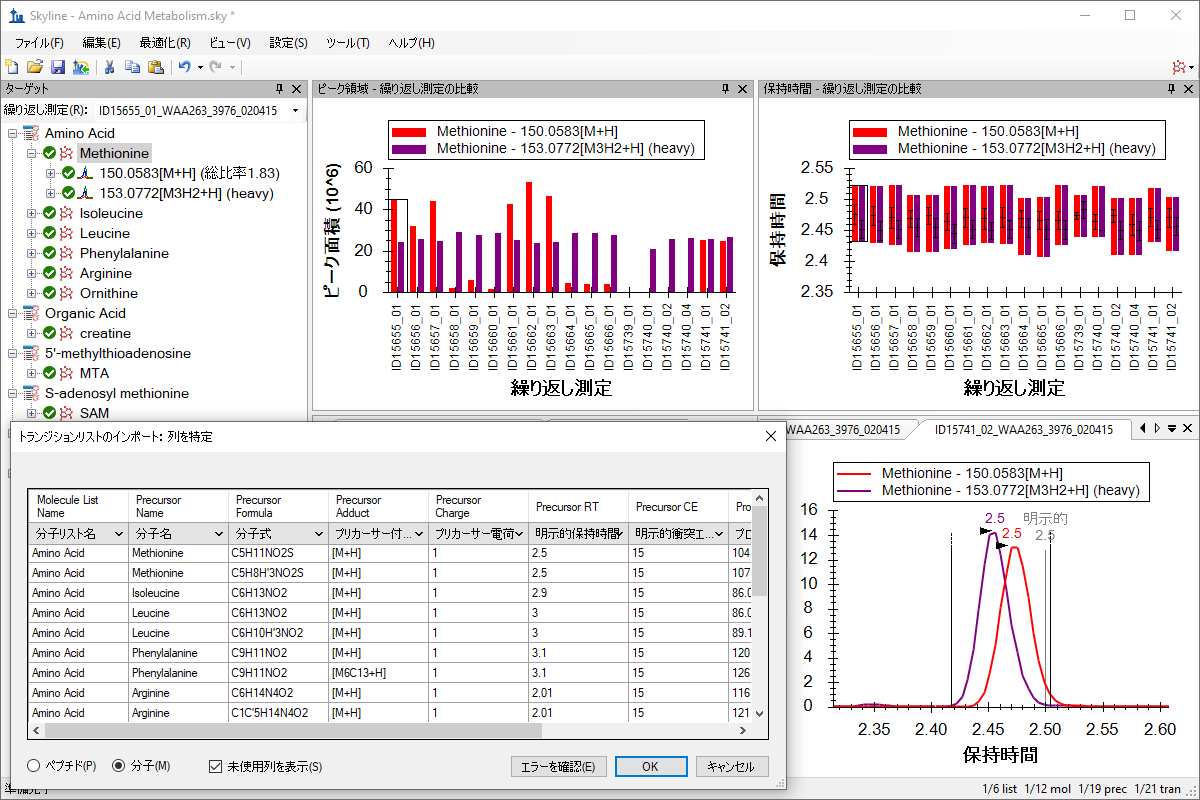 Skyline - Amino Acid Metabolism.sky *
ファイル(F) 編集(E) 最適化(R) ビュー(V) 設定(S) ツール(T) ヘルプ(H)
ターゲット
繰り返し測定(R): ID15655_01_WAA263_3976_020415
Amino Acid
Methionine
150.0583[M+H] (総比率1.83)
153.0772[M3H2+H] (heavy)
Isoleucine
Leucine
Phenylalanine
Arginine
Ornithine
Organic Acid
creatine
5'-methylthioadenosine
MTA
S-adenosyl methionine
SAM
ピーク領域 - 繰り返し測定の比較
Methionine - 150.0583[M+H]
Methionine - 153.0772[M3H2+H] (heavy)
ピーク面積 (10^6)
60
40
20
0
ID15655_01
ID15656_01
ID15657_01
ID15658_01
ID15659_01
ID15660_01
ID15661_01
ID15662_01
ID15663_01
ID15664_01
ID15665_01
ID15666_01
ID15739_01
ID15740_01
ID15740_02
ID15740_04
ID15741_01
ID15741_02
繰り返し測定
保持時間 - 繰り返し測定の比較
Methionine - 150.0583[M+H]
Methionine - 153.0772[M3H2+H] (heavy)
保持時間
2.55
2.5
2.45
2.4
2.35
ID15655_01
ID15656_01
ID15657_01
ID15658_01
ID15659_01
ID15660_01
ID15661_01
ID15662_01
ID15663_01
ID15664_01
ID15665_01
ID15666_01
ID15739_01
ID15740_01
ID15740_02
ID15740_04
ID15741_01
ID15741_02
繰り返し測定
トランジションリストのインポート: 列を特定
Molecule List Name Precursor Name Precursor Formula Precursor Adduct Precursor Charge Precursor RT Precursor CE Pro
分子リスト名 分子名 分子式 プリカーサー付... プリカーサー電荷 明示的保持時間 明示的衝突エ... プロ
Amino Acid Methionine C5H11NO2S [M+H] 1 2.5 15 104
Amino Acid Methionine C5H8H'3NO2S [M+H] 1 2.5 15 107
Amino Acid Isoleucine C6H13NO2 [M+H] 1 2.9 15 86.0
Amino Acid Leucine C6H13NO2 [M+H] 1 3 15 86.0
Amino Acid Leucine C6H10H'3NO2 [M+H] 1 3 15 89.1
Amino Acid Phenylalanine C9H11NO2 [M+H] 1 3.1 15 120
Amino Acid Phenylalanine C9H11NO2 [M6C13+H] 1 3.1 15 126
Amino Acid Arginine C6H14N4O2 [M+H] 1 2.01 15 116
Amino Acid Arginine C1C'5H14N4O2 [M+H] 1 2.01 15 121
ペプチド(P) 分子(M) 未使用列を表示(S) エラーを確認(E) OK キャンセル
WAA263_3976_020415 ID15741_02_WAA263_3976_020415
Methionine - 150.0583[M+H]
Methionine - 153.0772[M3H2+H] (heavy)
16
14
12
10
8
6
4
2
0
2.5 明示的
2.5 2.5
2.35 2.40 2.45 2.50 2.55 2.60
保持時間
準備完了 1/6 list 1/12 mol 1/19 prec 1/21 tran